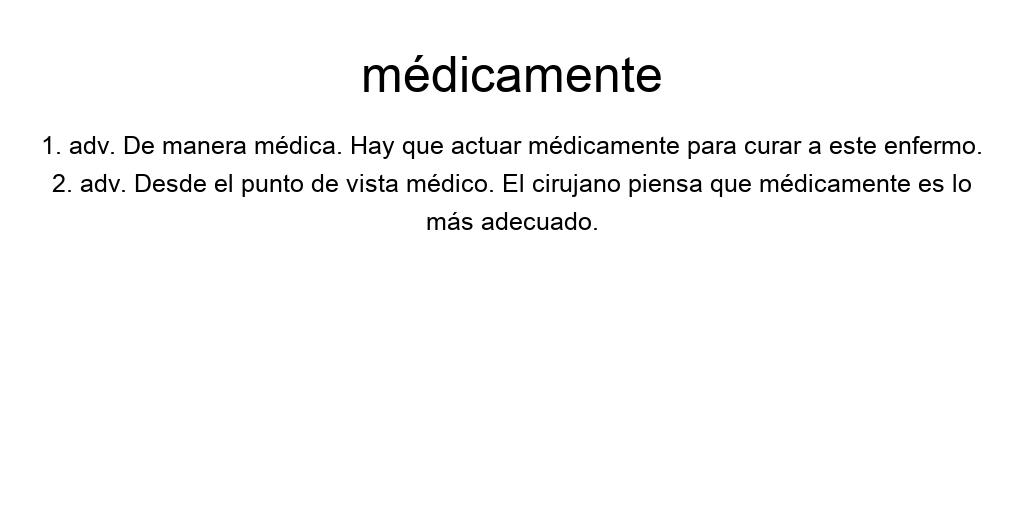 médicamente
1. adv. De manera médica. Hay que actuar médicamente para curar a este enfermo.
2. adv. Desde el punto de vista médico. El cirujano piensa que médicamente es lo
más adecuado.